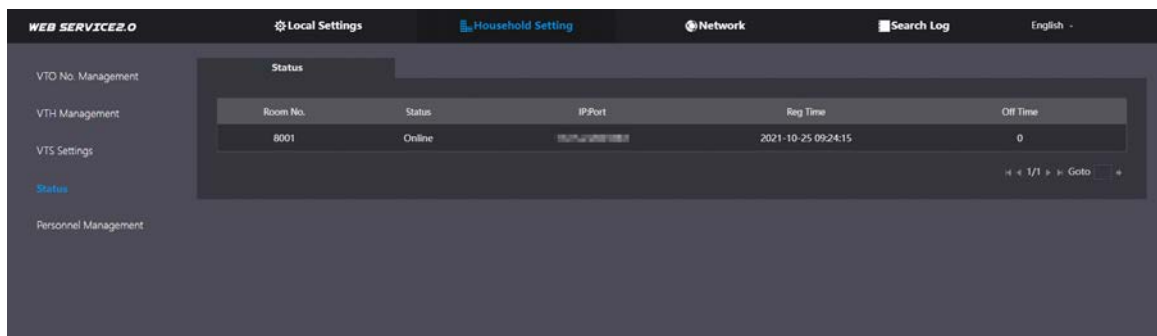 WEB SERVICE2.0 Local Settings Household Setting Network Search Log English
VTO No. Management
VTH Management
VTS Settings
Status
Personnel Management
Status
Room No. Status IP:Port Reg Time Off Time
8001 Online 2021-10-25 09:24:15 0
1/1 Goto